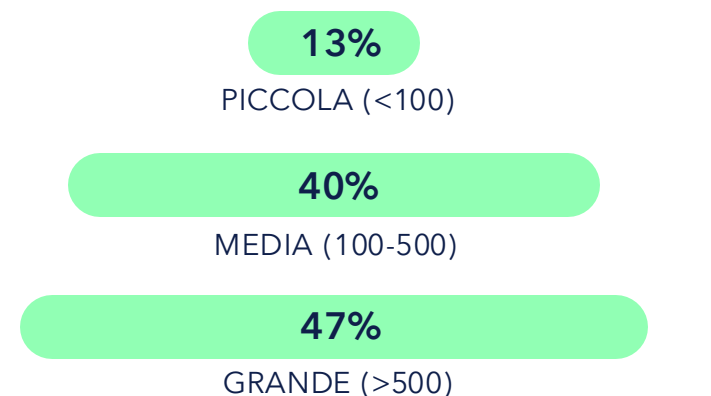 13%
PICCOLA (<100)
40%
MEDIA (100-500)
47%
GRANDE (>500)